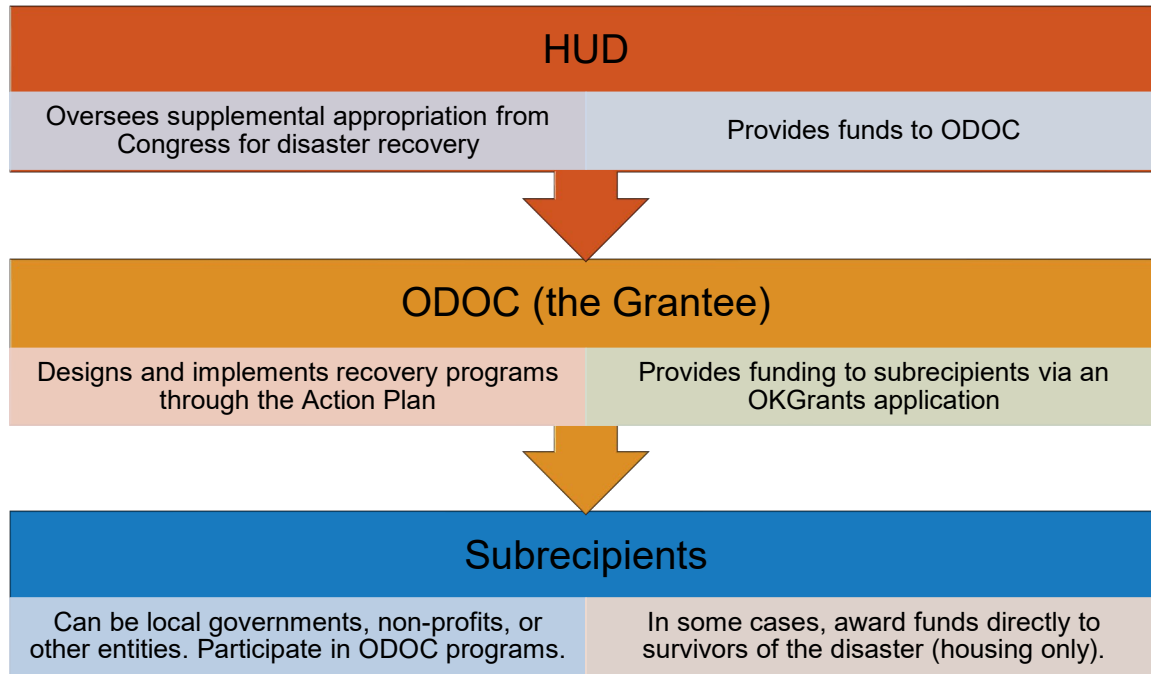 HUD
Oversees supplemental appropriation from
Congress for disaster recovery
Provides funds to ODOC
ODOC (the Grantee)
Designs and implements recovery programs
through the Action Plan
Provides funding to subrecipients via an
OKGrants application
Subrecipients
Can be local governments, non-profits, or
other entities. Participate in ODOC programs.
In some cases, award funds directly to
survivors of the disaster (housing only).